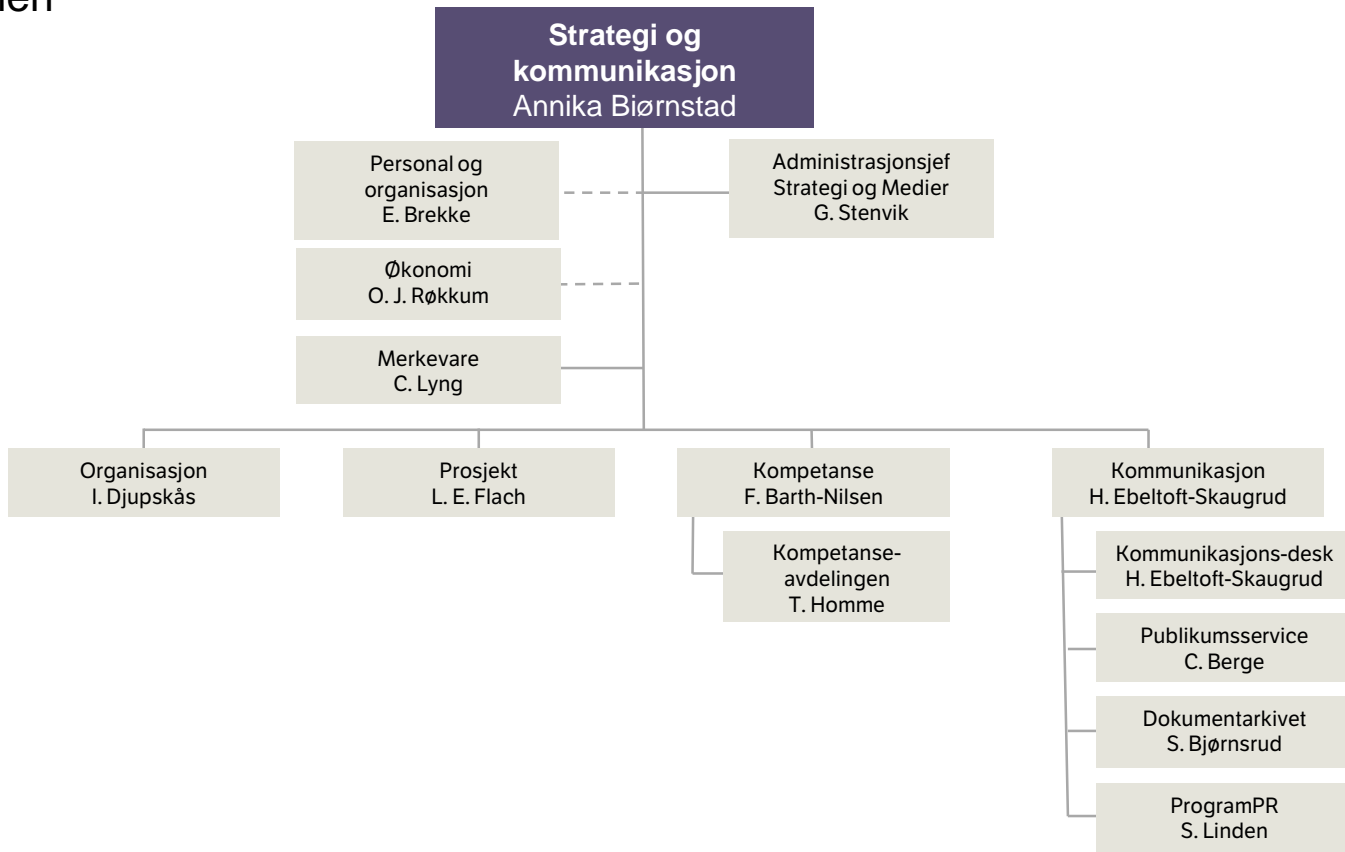 Strategi og
kommunikasjon
Annika Biørnstad
Personal og
organisasjon
E. Brekke
Administrasjonsjef
Strategi og Medier
G. Stenvik
Økonomi
O. J. Røkkum
Merkevare
C. Lyng
Organisasjon
I. Djupskås
Prosjekt
L. E. Flach
Kompetanse
F. Barth-Nilsen
Kommunikasjon
H. Ebeltoft-Skaugrud
Kompetanse-
avdelingen
T. Homme
Kommunikasjons-desk
H. Ebeltoft-Skaugrud
Publikumsservice
C. Berge
Dokumentarkivet
S. Bjørnsrud
ProgramPR
S. Linden